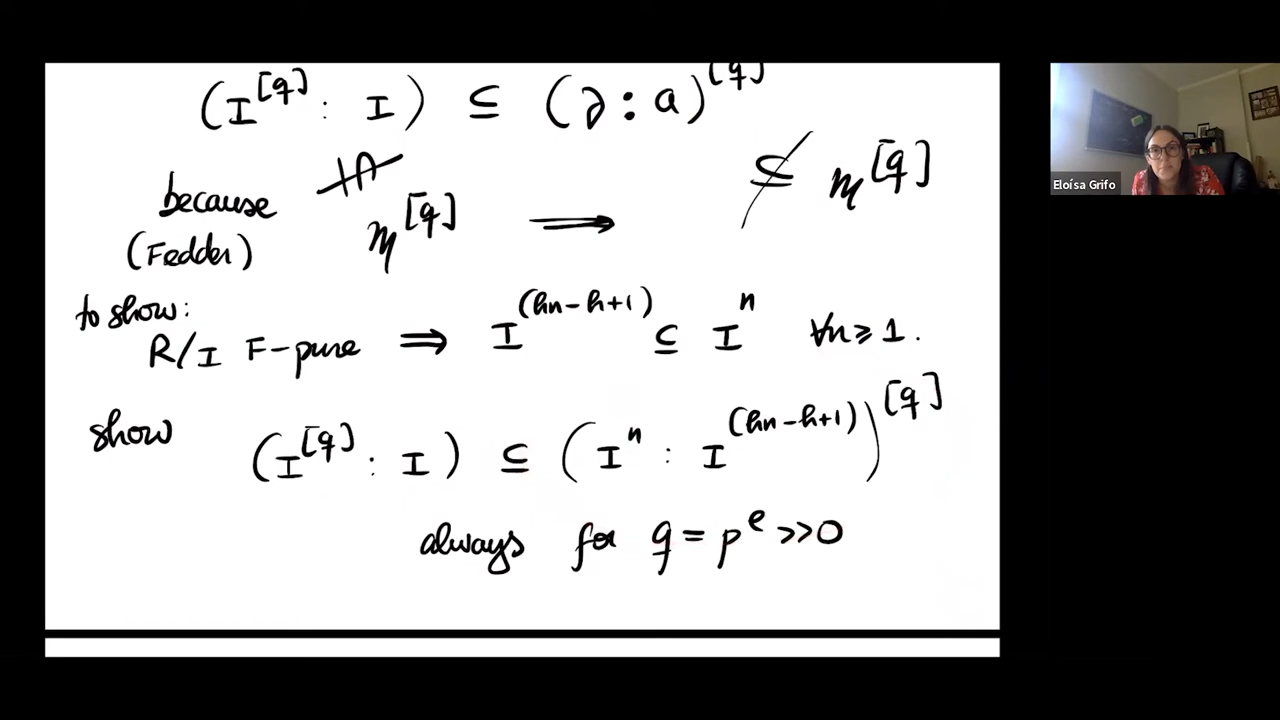 (I^[q] : I) ⊆ (J : a)^[q]
because ⊈ m^[q] ⟹ ⊈ m^[q]
(Fedder)
to show:
R/I F-pure ⟹ I^(hn-h+1) ⊆ I^n ∀n ≥ 1.
show (I^[q] : I) ⊆ (I^n : I^(hn-h+1))^[q]
always for q = p^e >> 0
Eloísa Grifo